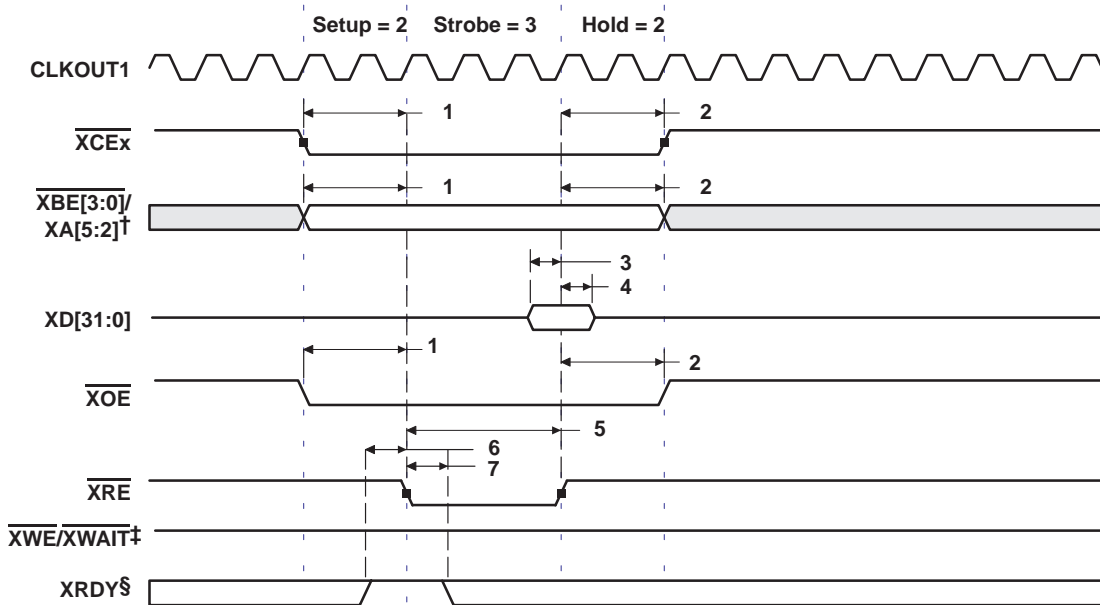 Setup = 2 Strobe = 3 Hold = 2
CLKOUT1
1 2
XCEx
1 2
XBE[3:0]/
XA[5:2]†
3
4
XD[31:0]
1
2
XOE
5
6
7
XRE
XWE/XWAIT‡
XRDY§